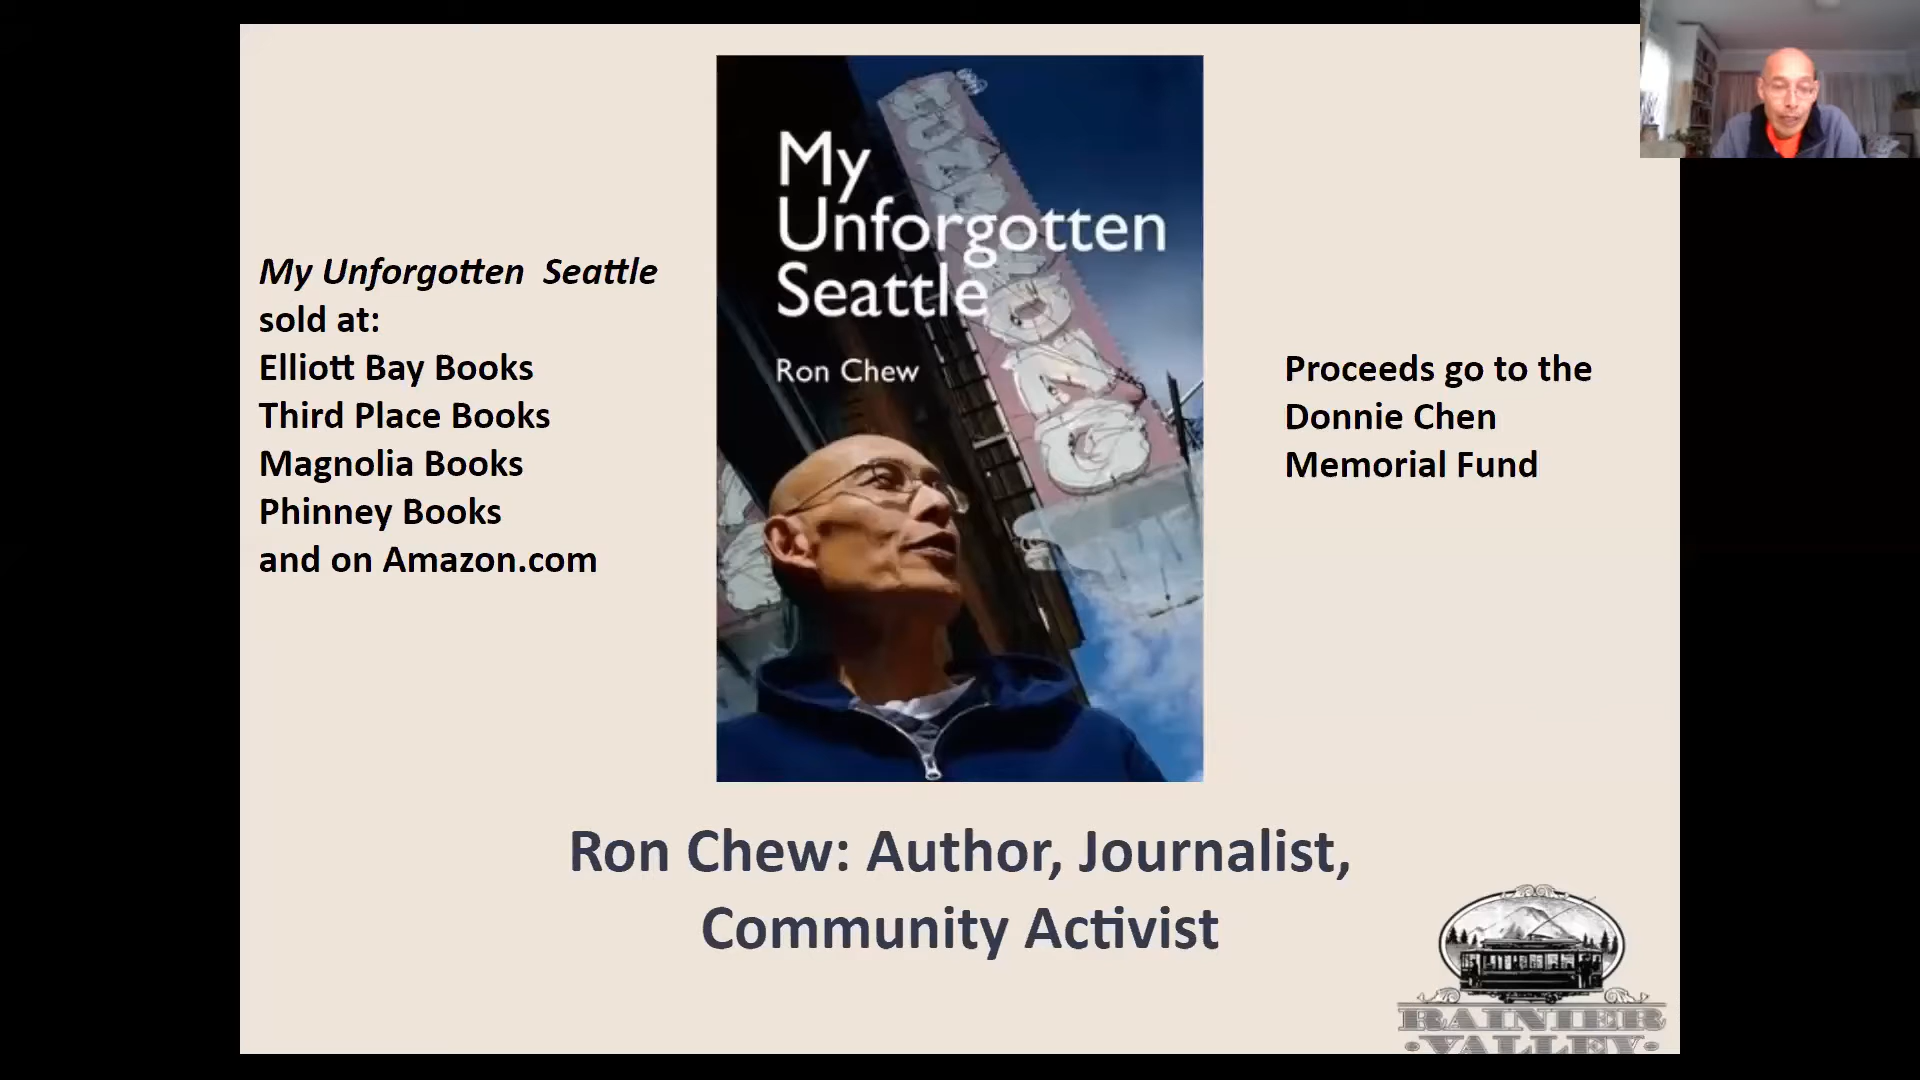 My Unforgotten Seattle
sold at:
Elliott Bay Books
Third Place Books
Magnolia Books
Phinney Books
and on Amazon.com
My
Unforgotten
Seattle
Ron Chew
Proceeds go to the
Donnie Chen
Memorial Fund
Ron Chew: Author, Journalist,
Community Activist
RAINIER
VALLEY